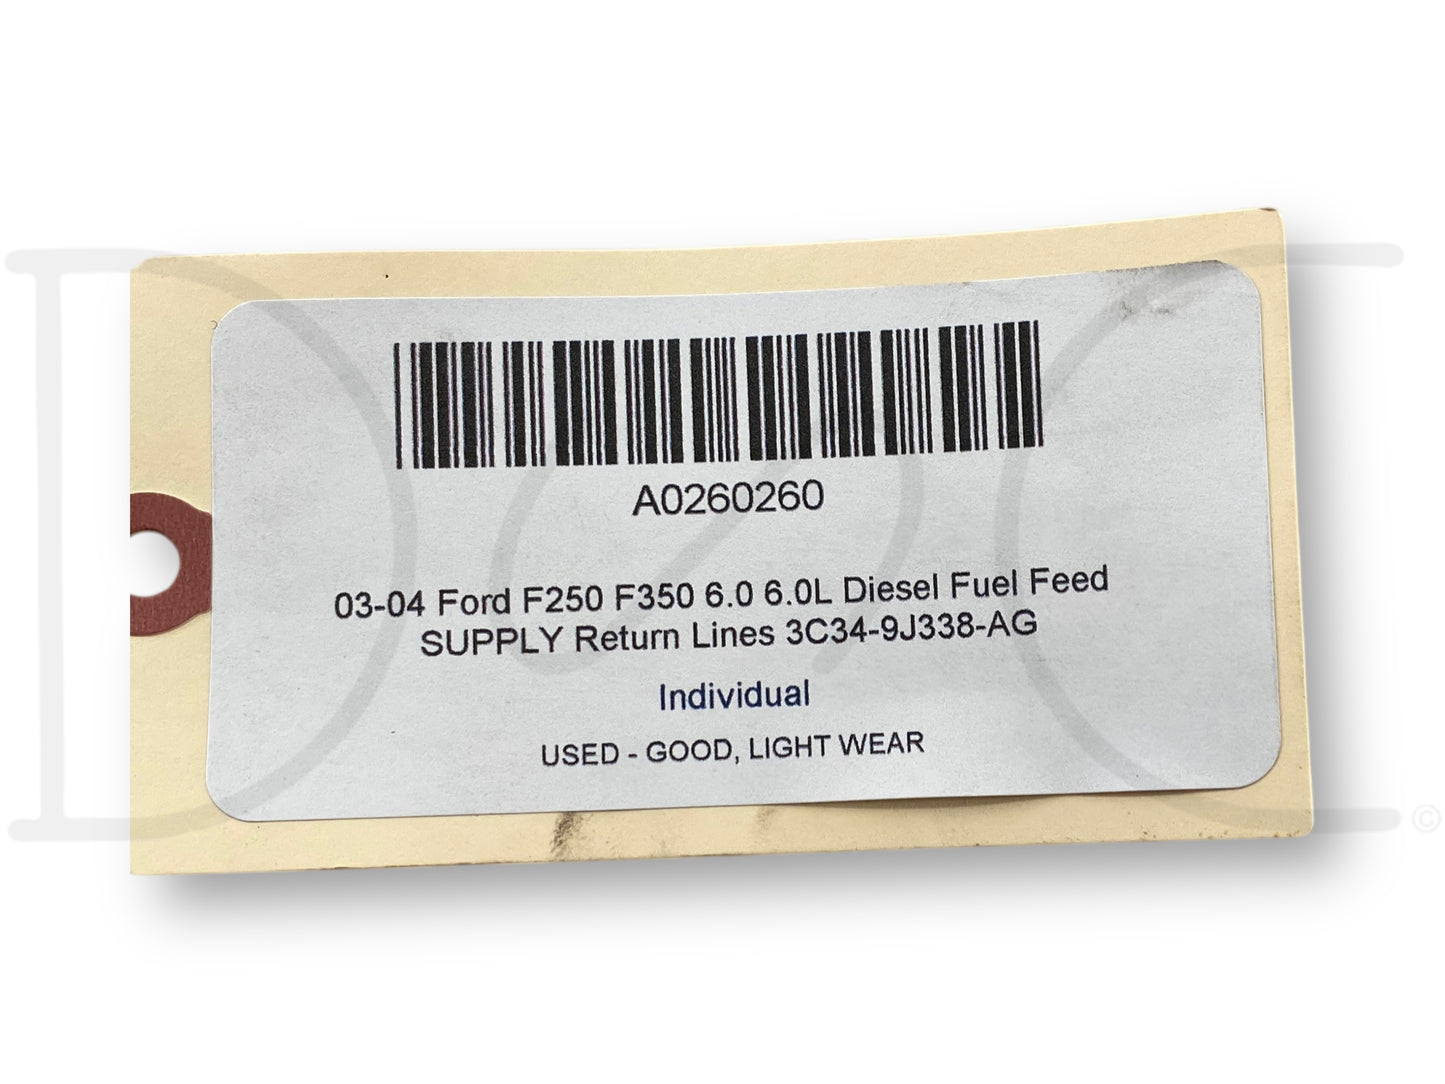 A0260260
03-04 Ford F250 F350 6.0 6.0L Diesel Fuel Feed
SUPPLY Return Lines 3C34-9J338-AG
Individual
USED - GOOD, LIGHT WEAR
©